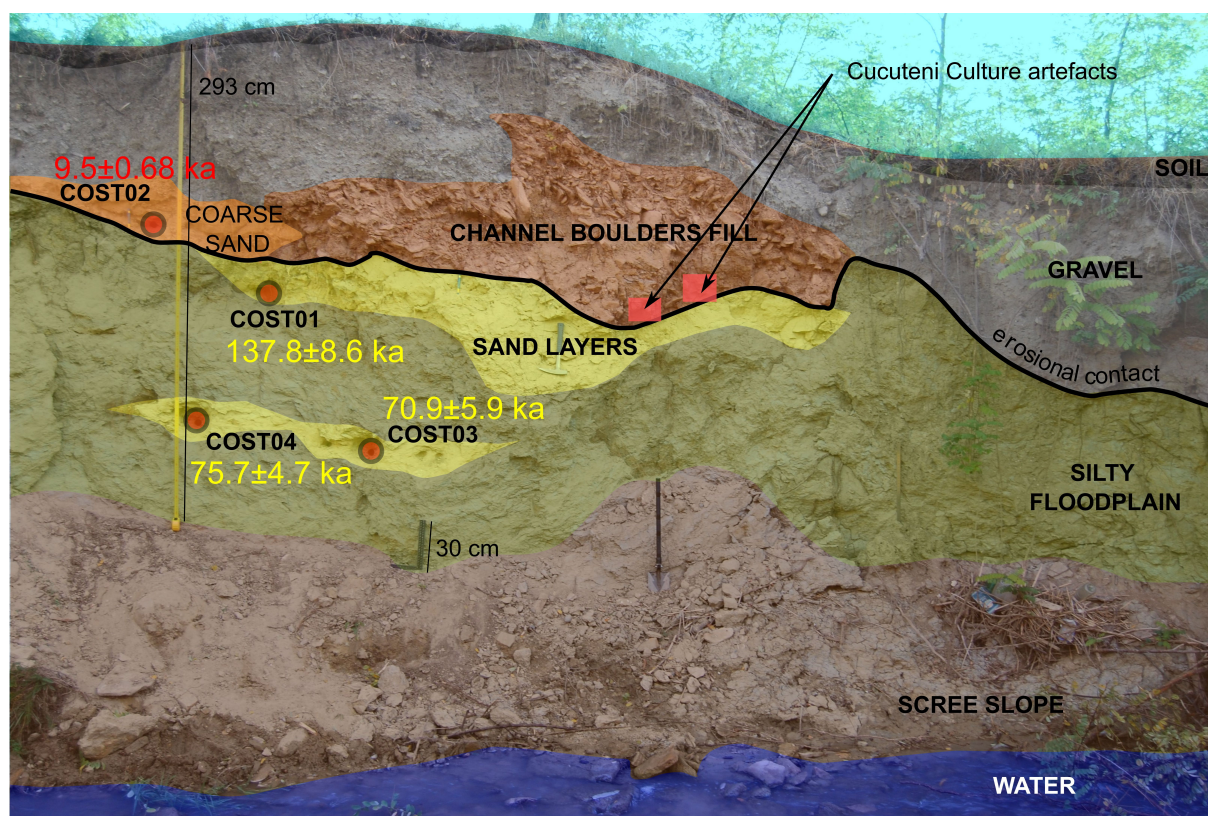 293 cm
Cucuteni Culture artefacts
9.5±0.68 ka
SOIL
COST02
COARSE
SAND
CHANNEL BOULDERS FILL
GRAVEL
COST01
137.8±8.6 ka
SAND LAYERS
erosional contact
70.9±5.9 ka
COST03
COST04
75.7±4.7 ka
SILTY
FLOODPLAIN
30 cm
SCREE SLOPE
WATER